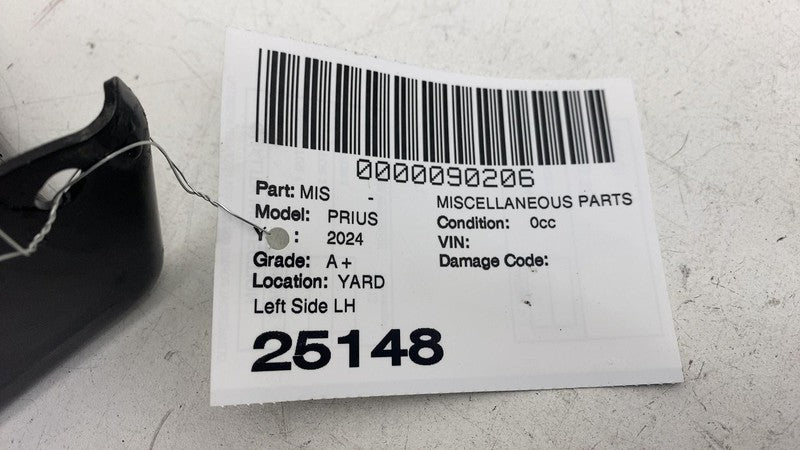 0000090206
Part: MIS - MISCELLANEOUS PARTS
Model: PRIUS Condition: 0cc
Y : 2024 VIN:
Grade: A+ Damage Code:
Location: YARD
Left Side LH
25148